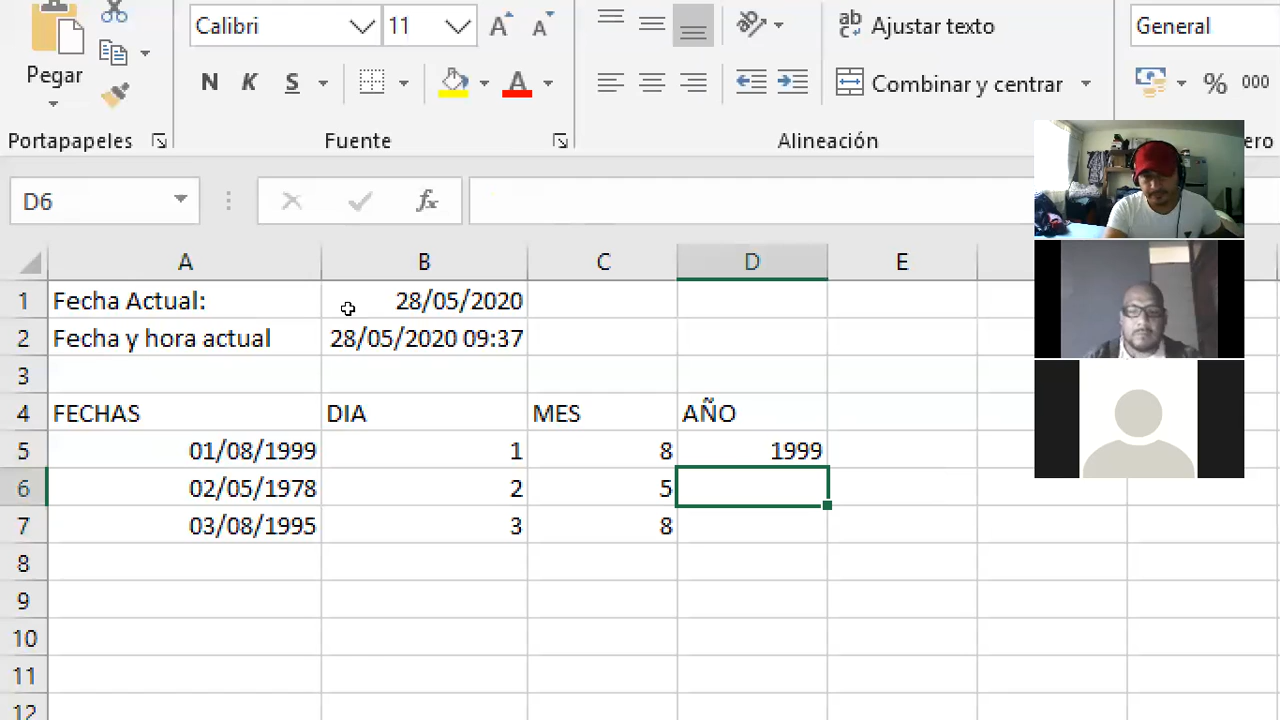 Calibri 11 Ajustar texto General
Pegar N K S A Combinar y centrar % 000
Portapapeles Fuente Alineación ero
D6 fx
A B C D E
1 Fecha Actual: 28/05/2020
2 Fecha y hora actual 28/05/2020 09:37
3
4 FECHAS DIA MES AÑO
5 01/08/1999 1 8 1999
6 02/05/1978 2 5
7 03/08/1995 3 8
8
9
10
11
12